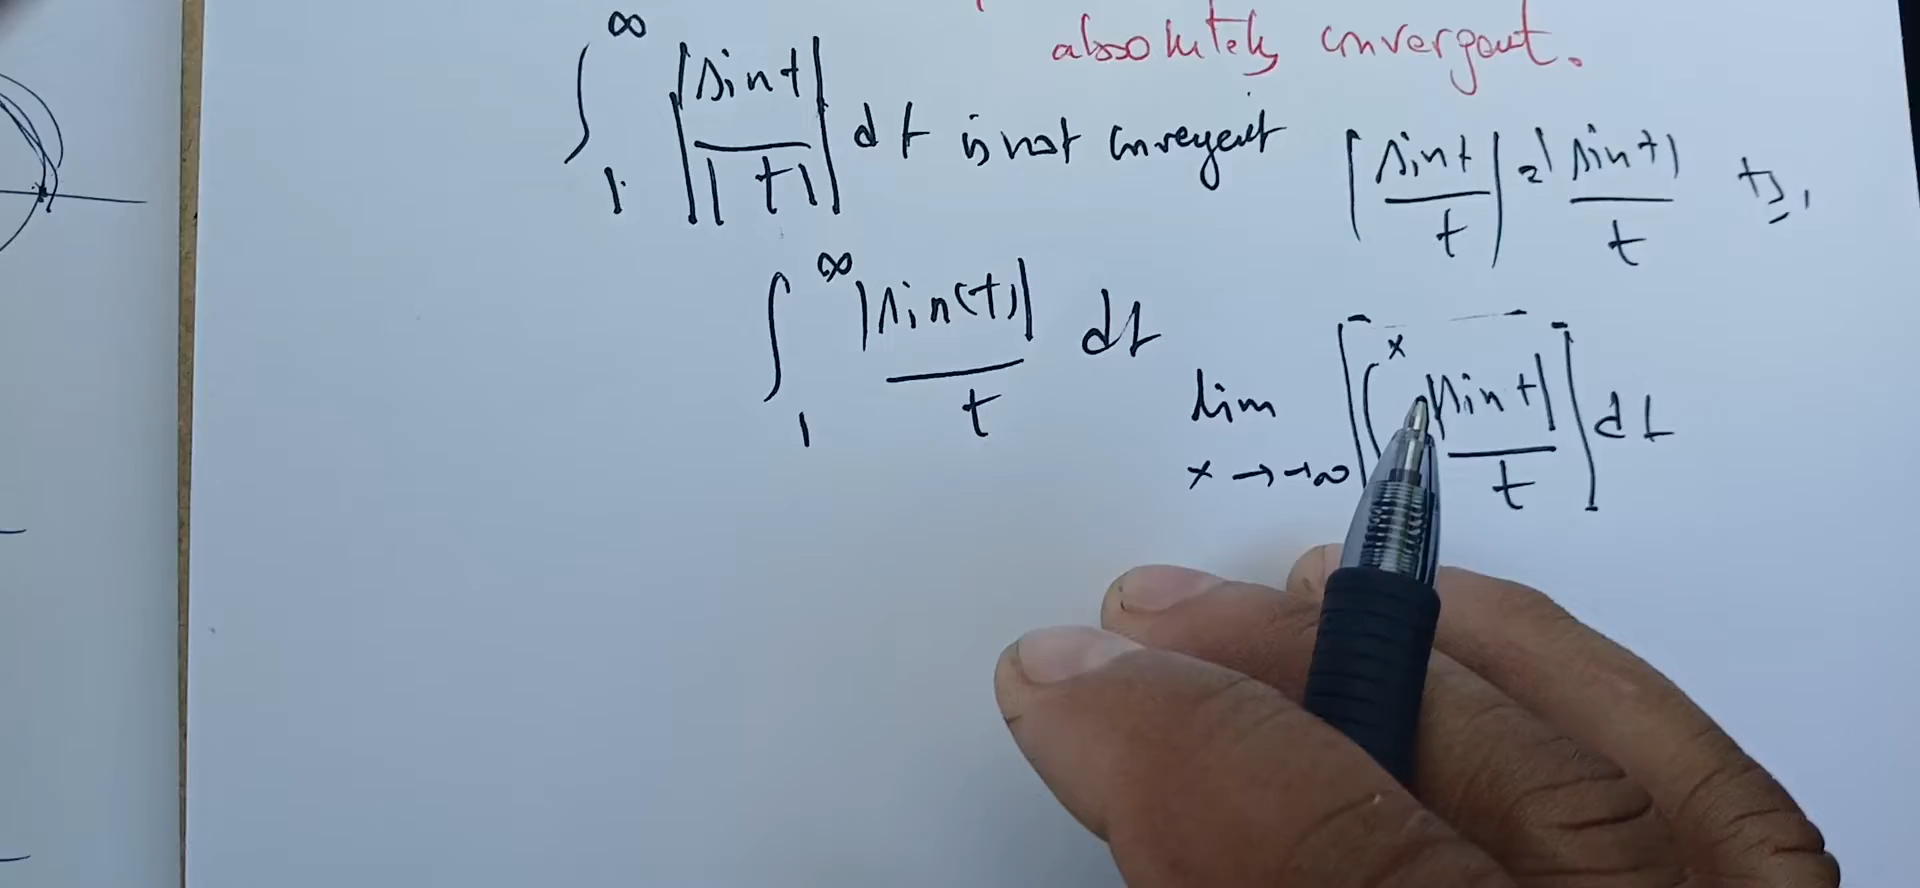 absolutely convergent.
∫₁^∞ |sin t| / |t| dt is not convergent
|sin t / t| = |sin t| / t t ≥ 1
∫₁^∞ |sin(t)| / t dt
lim x → +∞ [∫^x |sin t| / t] dt